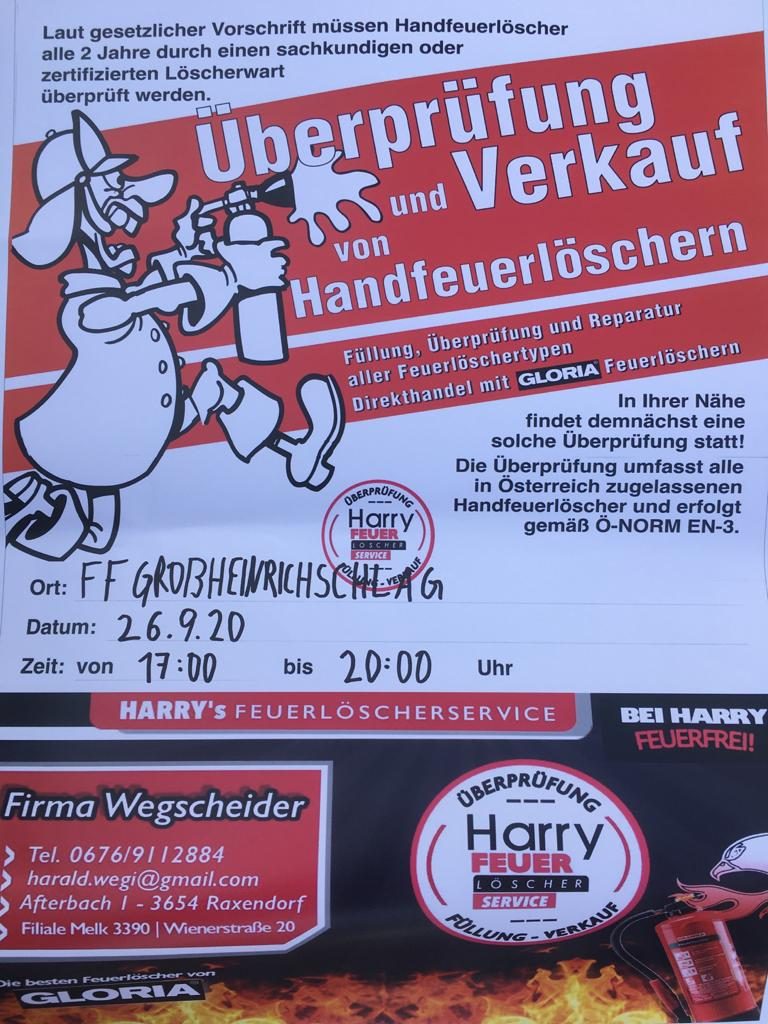 Laut gesetzlicher Vorschrift müssen Handfeuerlöscher
alle 2 Jahre durch einen sachkundigen oder
zertifizierten Löscherwart
überprüft werden.
Überprüfung
und Verkauf
von
Handfeuerlöschern
Füllung, Überprüfung und Reparatur
aller Feuerlöschertypen
Direkthandel mit GLORIA Feuerlöschern
In Ihrer Nähe
findet demnächst eine
solche Überprüfung statt!
Die Überprüfung umfasst alle
in Österreich zugelassenen
Handfeuerlöscher und erfolgt
gemäß Ö-NORM EN-3.
ÜBERPRÜFUNG
Harry
FEUER
LÖSCHER
SERVICE
FÜLLUNG - VERKAUF
Ort: FF GROßHEINRICHSCHLAG
Datum: 26.9.20
Zeit: von 17:00 bis 20:00 Uhr
HARRY's FEUERLÖSCHERSERVICE
BEI HARRY
FEUERFREI!
Firma Wegscheider
Tel. 0676/9112884
harald.wegi@gmail.com
Afterbach 1 - 3654 Raxendorf
Filiale Melk 3390 | Wienerstraße 20
ÜBERPRÜFUNG
Harry
FEUER
LÖSCHER
SERVICE
FÜLLUNG - VERKAUF
Die besten Feuerlöscher von
GLORIA